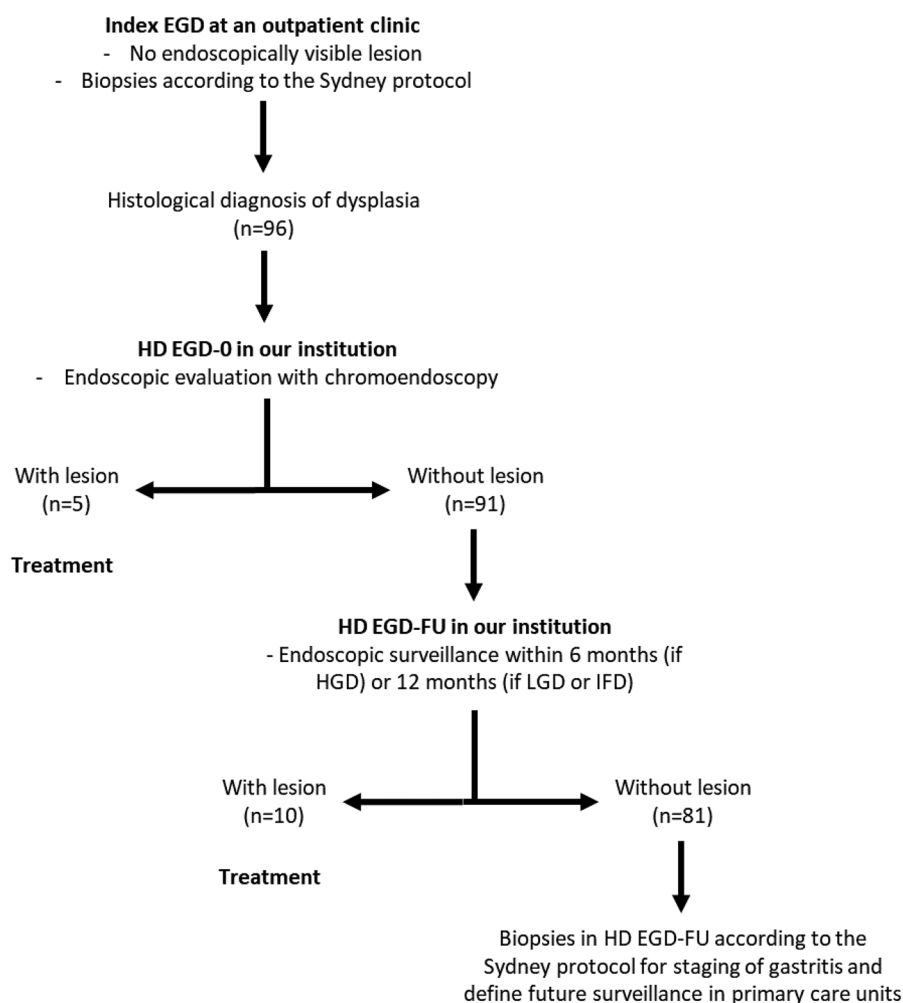 Index EGD at an outpatient clinic
- No endoscopically visible lesion
- Biopsies according to the Sydney protocol
Histological diagnosis of dysplasia
(n=96)
HD EGD-0 in our institution
- Endoscopic evaluation with chromoendoscopy
With lesion
(n=5)
Without lesion
(n=91)
Treatment
HD EGD-FU in our institution
- Endoscopic surveillance within 6 months (if
HGD) or 12 months (if LGD or IFD)
With lesion
(n=10)
Without lesion
(n=81)
Treatment
Biopsies in HD EGD-FU according to the
Sydney protocol for staging of gastritis and
define future surveillance in primary care units